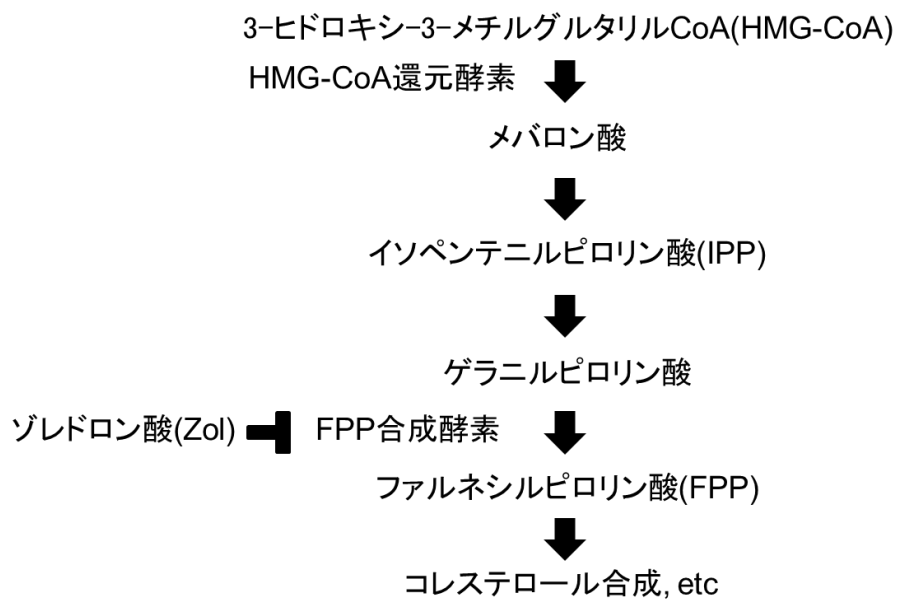 3-ヒドロキシ-3-メチルグルタリルCoA(HMG-CoA)
HMG-CoA還元酵素
メバロン酸
イソペンテニルピロリン酸(IPP)
ゲラニルピロリン酸
ゾレドロン酸(Zol) FPP合成酵素
ファルネシルピロリン酸(FPP)
コレステロール合成, etc